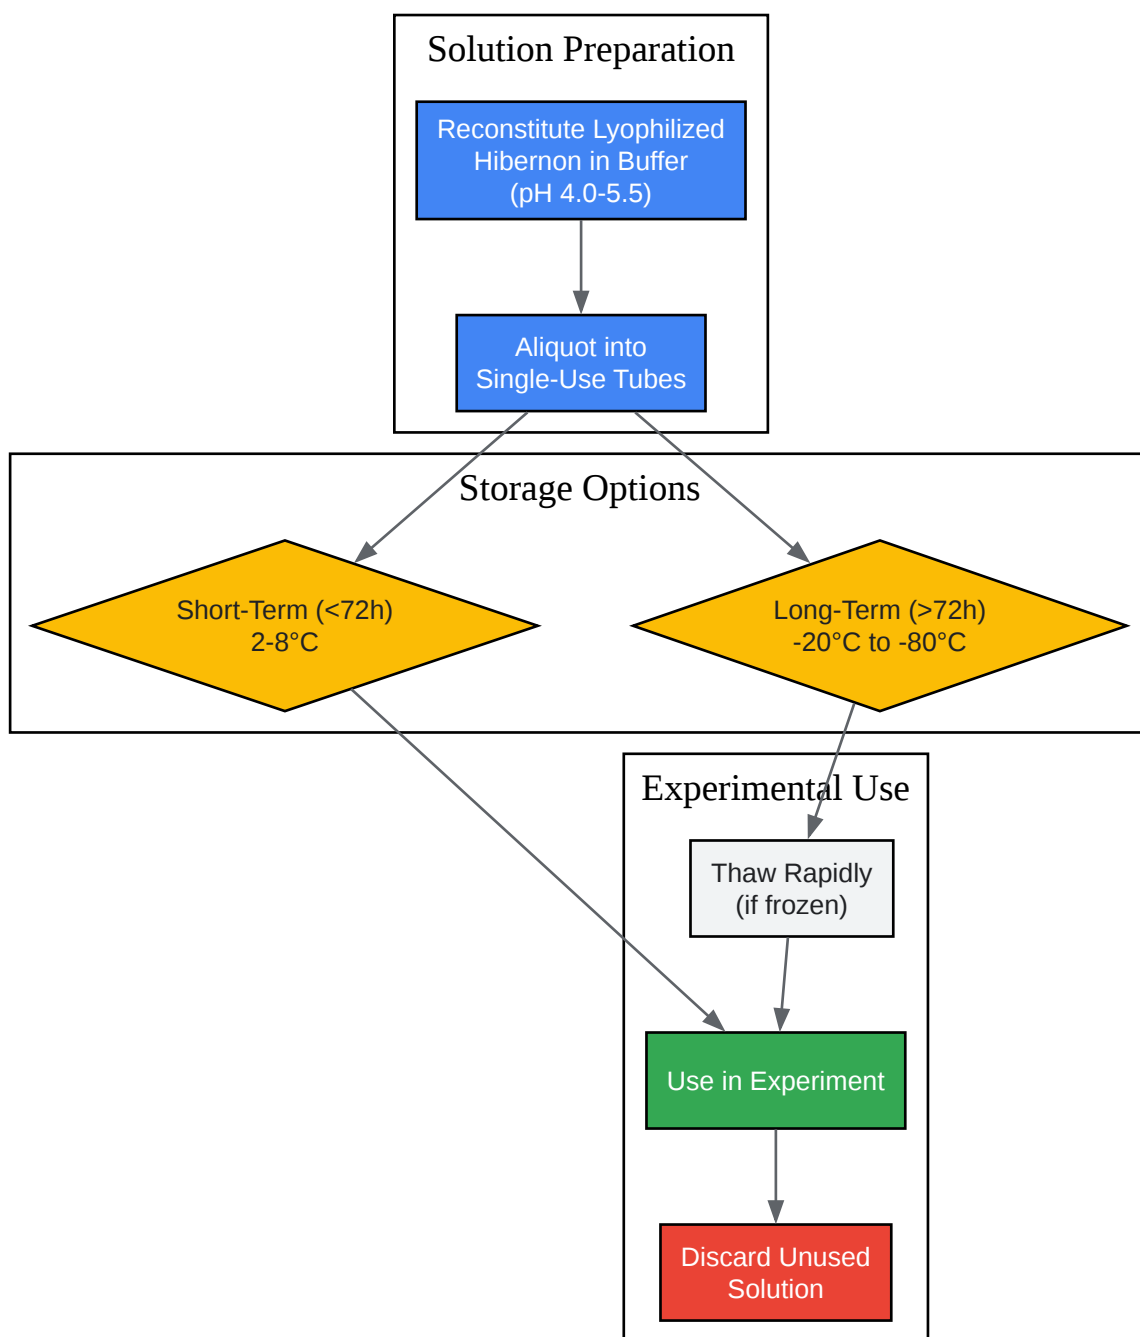 Solution Preparation
Reconstitute Lyophilized
Hibernon in Buffer
(pH 4.0-5.5)
Aliquot into
Single-Use Tubes
Storage Options
Short-Term (<72h)
2-8°C
Long-Term (>72h)
-20°C to -80°C
Experimental Use
Thaw Rapidly
(if frozen)
Use in Experiment
Discard Unused
Solution